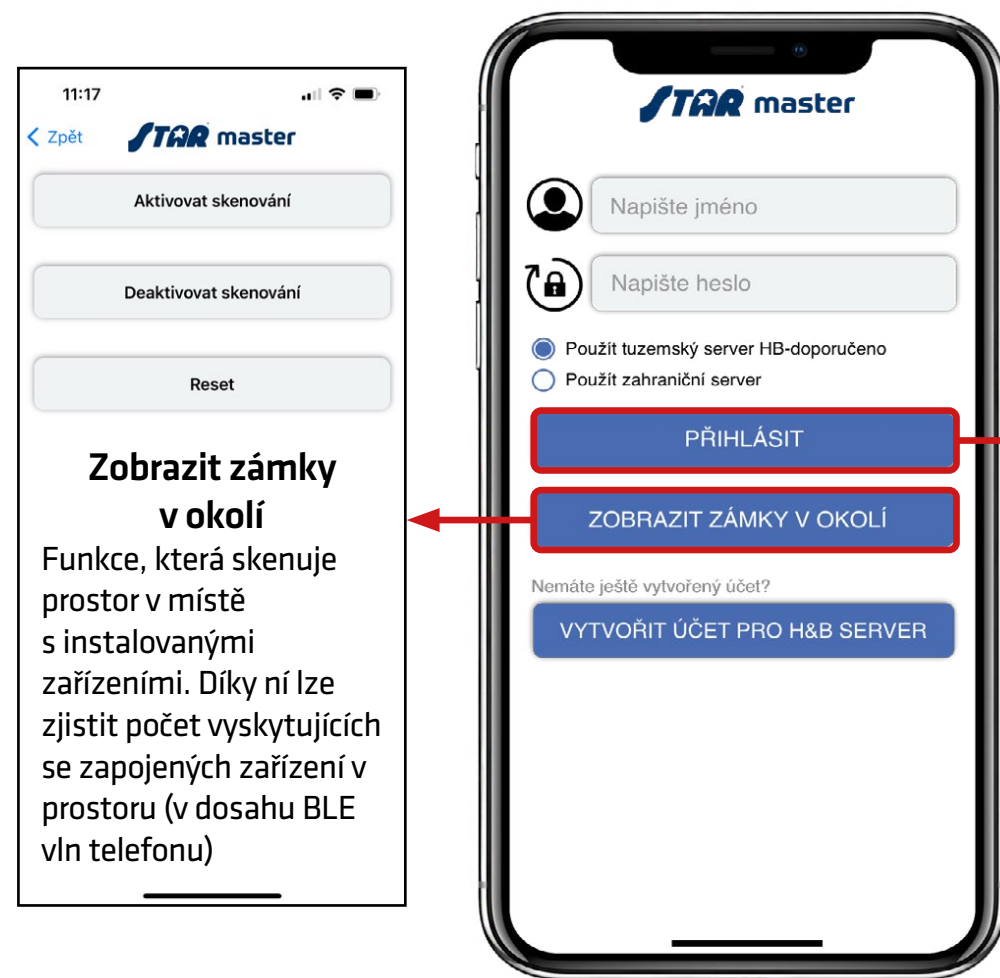 11:17
Zpět
STAR master
Aktivovat skenování
Deaktivovat skenování
Reset
Zobrazit zámky
v okolí
Funkce, která skenuje
prostor v místě
s instalovanými
zařízeními. Díky ní lze
zjistit počet vyskytujících
se zapojených zařízení v
prostoru (v dosahu BLE
vln telefonu)
STAR master
Napište jméno
Napište heslo
Použít tuzemský server HB-doporučeno
Použít zahraniční server
PŘIHLÁSIT
ZOBRAZIT ZÁMKY V OKOLÍ
Nemáte ještě vytvořený účet?
VYTVOŘIT ÚČET PRO H&B SERVER